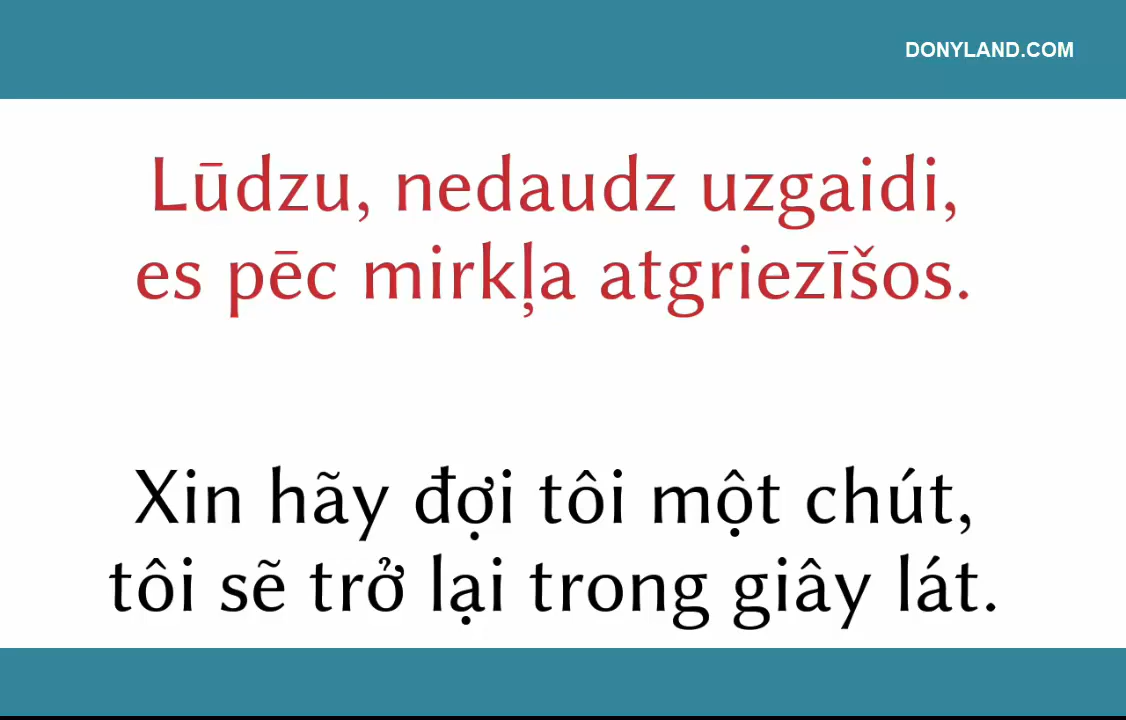 DONYLAND.COM
Lūdzu, nedaudz uzgaidi,
es pēc mirkļa atgriezīšos.
Xin hãy đợi tôi một chút,
tôi sẽ trở lại trong giây lát.